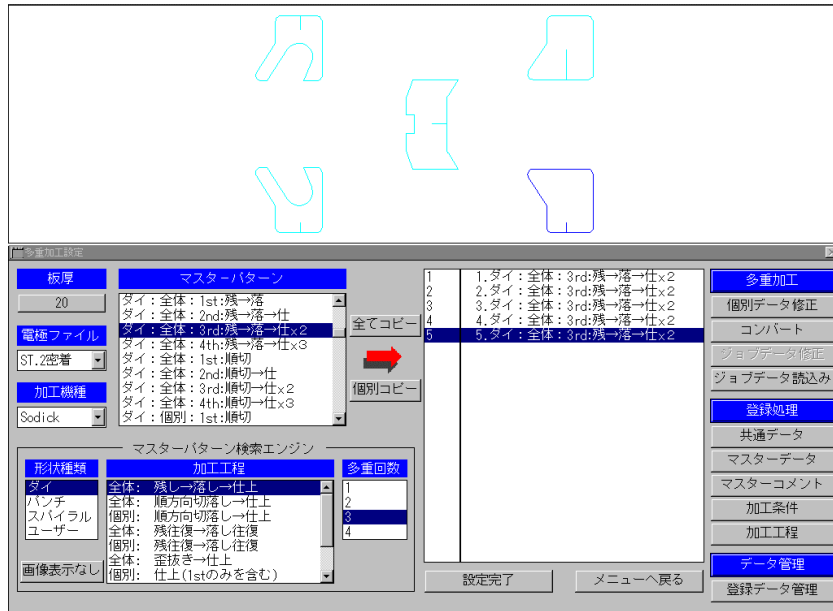 多重加工設定
板厚
20
電極ファイル
ST.2密着
加工機種
Sodick
マスターパターン
ダイ：全体：1st:残→落
ダイ：全体：2nd:残→落→仕
ダイ：全体：3rd:残→落→仕x2
ダイ：全体：4th:残→落→仕x3
ダイ：全体：1st:順切
ダイ：全体：2nd:順切→仕
ダイ：全体：3rd:順切→仕x2
ダイ：全体：4th:順切→仕x3
ダイ：個別：1st:順切
全てコピー
個別コピー
1 1.ダイ：全体：3rd:残→落→仕x2
2 2.ダイ：全体：3rd:残→落→仕x2
3 3.ダイ：全体：3rd:残→落→仕x2
4 4.ダイ：全体：3rd:残→落→仕x2
5 5.ダイ：全体：3rd:残→落→仕x2
マスターパターン検索エンジン
形状種類
ダイ
パンチ
スパイラル
ユーザー
画像表示なし
加工工程
全体: 残し→落し→仕上
全体: 順方向切落し→仕上
個別: 順方向切落し→仕上
全体: 残往復→落し往復
個別: 残往復→落し往復
全体: 歪抜き→仕上
個別: 仕上(1stのみを含む)
多重回数
1
2
3
4
設定完了
メニューへ戻る
多重加工
個別データ修正
コンバート
ジョブデータ修正
ジョブデータ読込み
登録処理
共通データ
マスターデータ
マスターコメント
加工条件
加工工程
データ管理
登録データ管理